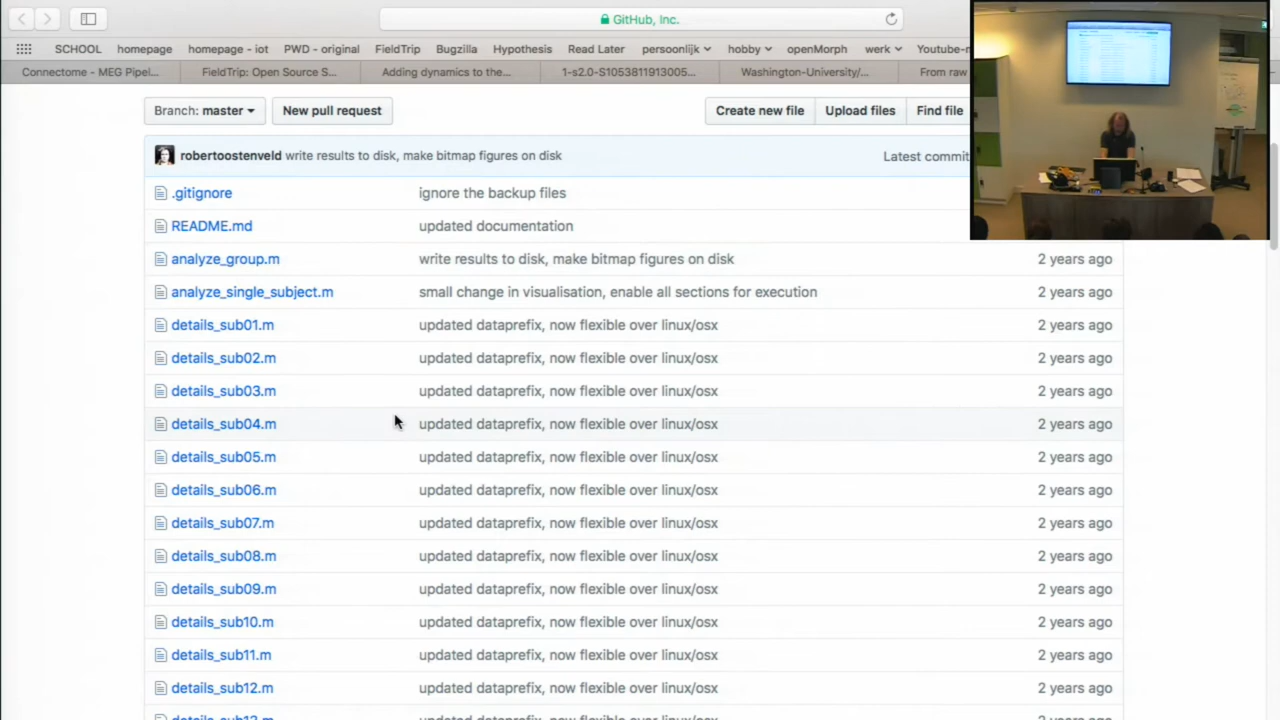 GitHub, Inc.
SCHOOL homepage homepage - iot PWD - original FieldTrip Bugzilla Hypothesis Read Later persoonlijk hobby openMorph werk Youtube-
Connectome - MEG Pipel... FieldTrip: Open Source S... Adding dynamics to the... 1-s2.0-S1053811913005... Washington-University/... From raw
Branch: master New pull request Create new file Upload files Find file
robertoostenveld write results to disk, make bitmap figures on disk Latest commit
.gitignore ignore the backup files
README.md updated documentation
analyze_group.m write results to disk, make bitmap figures on disk 2 years ago
analyze_single_subject.m small change in visualisation, enable all sections for execution 2 years ago
details_sub01.m updated dataprefix, now flexible over linux/osx 2 years ago
details_sub02.m updated dataprefix, now flexible over linux/osx 2 years ago
details_sub03.m updated dataprefix, now flexible over linux/osx 2 years ago
details_sub04.m updated dataprefix, now flexible over linux/osx 2 years ago
details_sub05.m updated dataprefix, now flexible over linux/osx 2 years ago
details_sub06.m updated dataprefix, now flexible over linux/osx 2 years ago
details_sub07.m updated dataprefix, now flexible over linux/osx 2 years ago
details_sub08.m updated dataprefix, now flexible over linux/osx 2 years ago
details_sub09.m updated dataprefix, now flexible over linux/osx 2 years ago
details_sub10.m updated dataprefix, now flexible over linux/osx 2 years ago
details_sub11.m updated dataprefix, now flexible over linux/osx 2 years ago
details_sub12.m updated dataprefix, now flexible over linux/osx 2 years ago